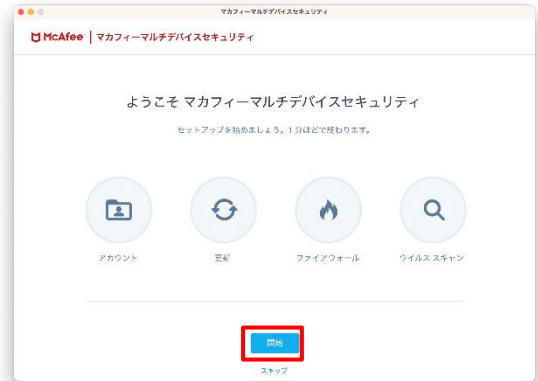 マカフィーマルチデバイスセキュリティ
McAfee | マカフィーマルチデバイスセキュリティ
ようこそ マカフィーマルチデバイスセキュリティ
セットアップを始めましょう。1 分ほどで終わります。
アカウント 更新 ファイアウォール ウイルス スキャン
開始
スキップ